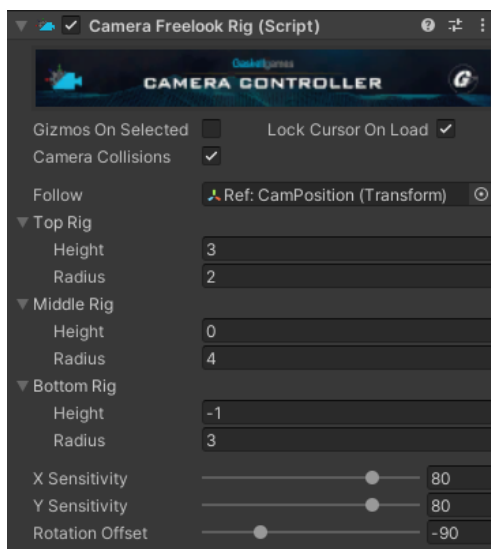 Camera Freelook Rig (Script)
Gaskellgames
CAMERA CONTROLLER
G
Gizmos On Selected Lock Cursor On Load
Camera Collisions
Follow Ref: CamPosition (Transform)
Top Rig
Height 3
Radius 2
Middle Rig
Height 0
Radius 4
Bottom Rig
Height -1
Radius 3
X Sensitivity 80
Y Sensitivity 80
Rotation Offset -90